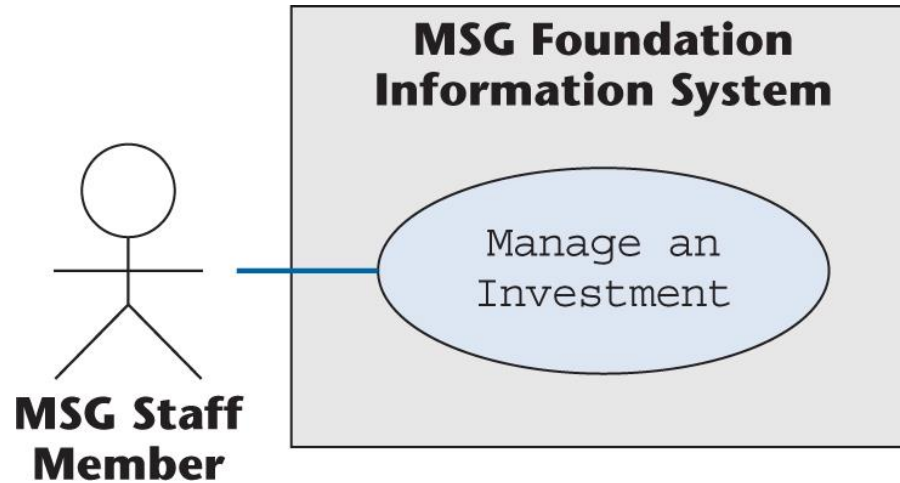 MSG Foundation
Information System
Manage an
Investment
MSG Staff
Member